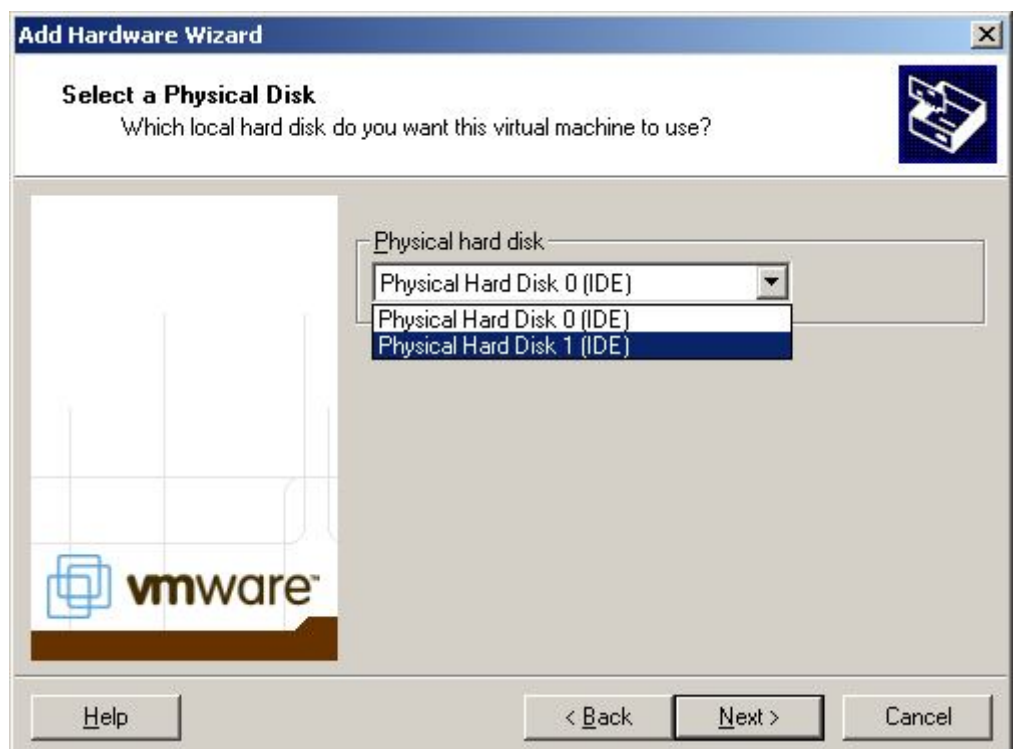 Add Hardware Wizard
Select a Physical Disk
Which local hard disk do you want this virtual machine to use?
Physical hard disk
Physical Hard Disk 0 (IDE)
Physical Hard Disk 0 (IDE)
Physical Hard Disk 1 (IDE)
vmware™
Help
< Back
Next >
Cancel